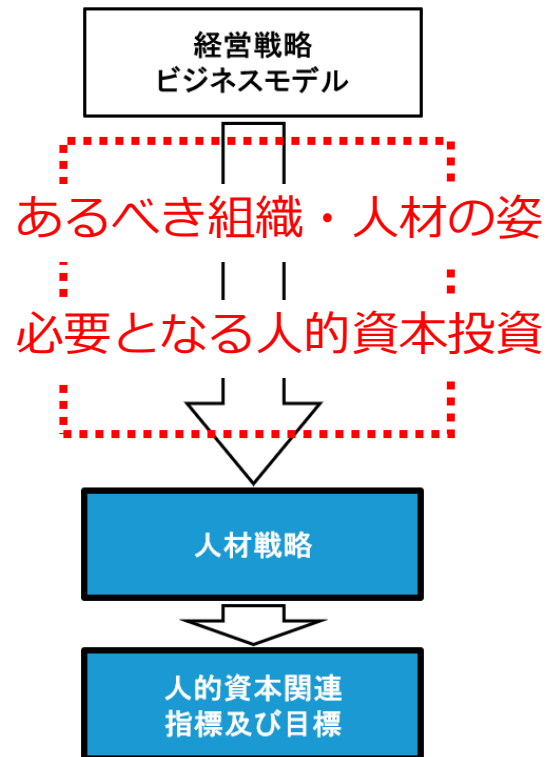 経営戦略
ビジネスモデル
あるべき組織・人材の姿
必要となる人的資本投資
人材戦略
人的資本関連
指標及び目標